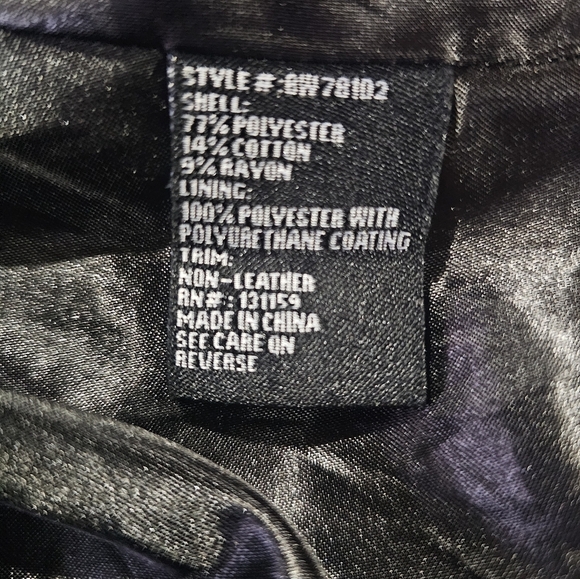 STYLE #: BW78102
SHELL:
77% POLYESTER
14% COTTON
9% RAYON
LINING:
100% POLYESTER WITH
POLYURETHANE COATING
TRIM:
NON-LEATHER
RN#: 131159
MADE IN CHINA
SEE CARE ON
REVERSE